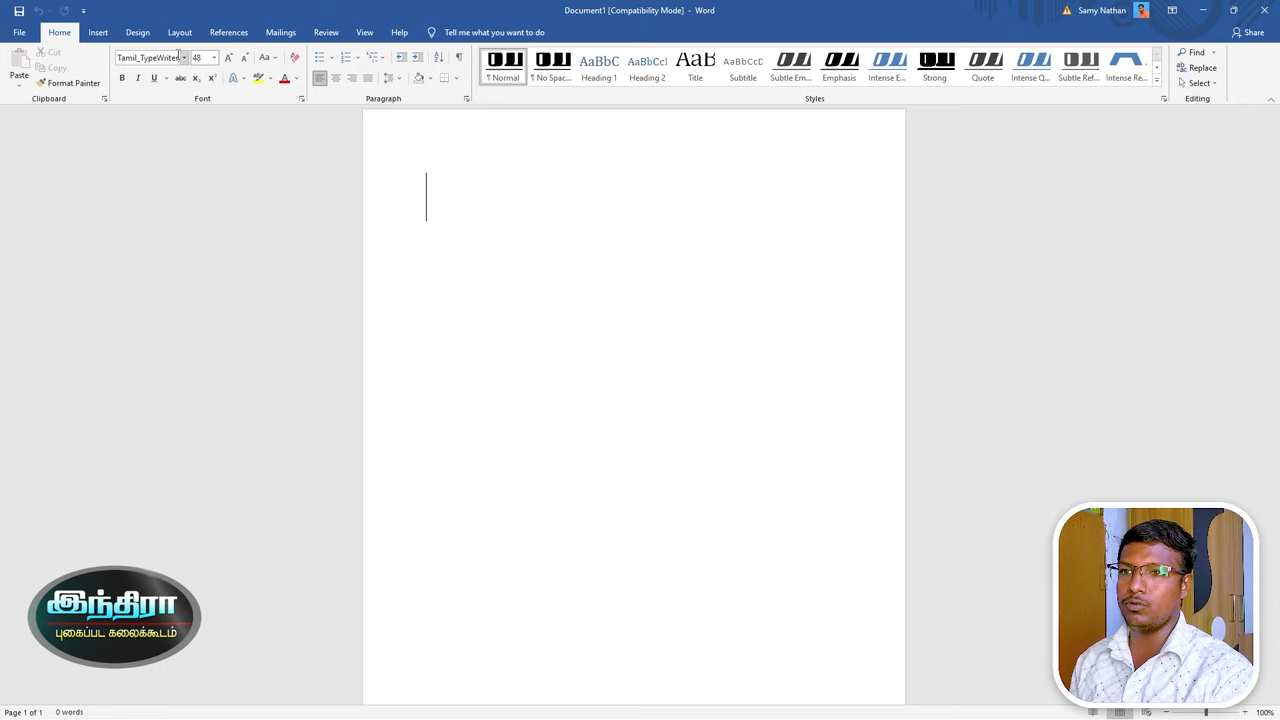 Document1 [Compatibility Mode] - Word
Samy Nathan
File Home Insert Design Layout References Mailings Review View Help Tell me what you want to do
Share
Paste
Cut
Copy
Format Painter
Clipboard
Tamil_TypeWriter 48
Font
Paragraph
¶ Normal
¶ No Spac...
AaBbC
Heading 1
AaBbCcI
Heading 2
AaB
Title
AaBbCcC
Subtitle
Subtle Em...
Emphasis
Intense E...
Strong
Quote
Intense Q...
Subtle Ref...
Intense Re...
Styles
Find
Replace
Select
Editing
இந்திரா
புகைப்பட கலைக்கூடம்
Page 1 of 1 0 words
100%